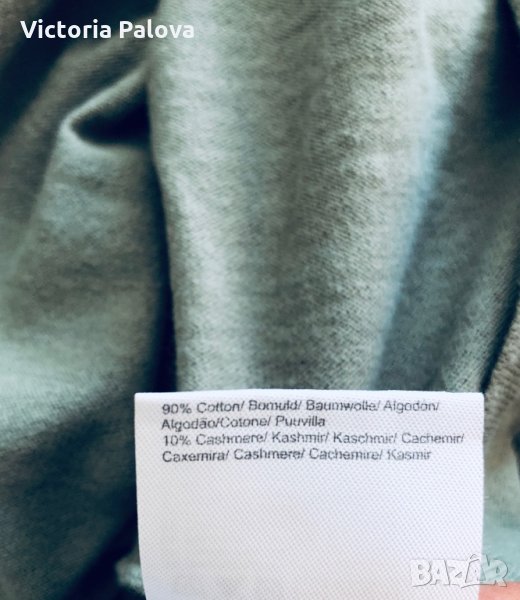 Victoria Palova
90% Cotton/ Bomuld/ Baumwolle/ Algodón/
Algodão/Cotone/ Puuvilla
10% Cashmere/ Kashmir/ Kaschmir/ Cachemir/
Caxemira/ Cashmere/ Cachemire/ Kasmir
BAZAR